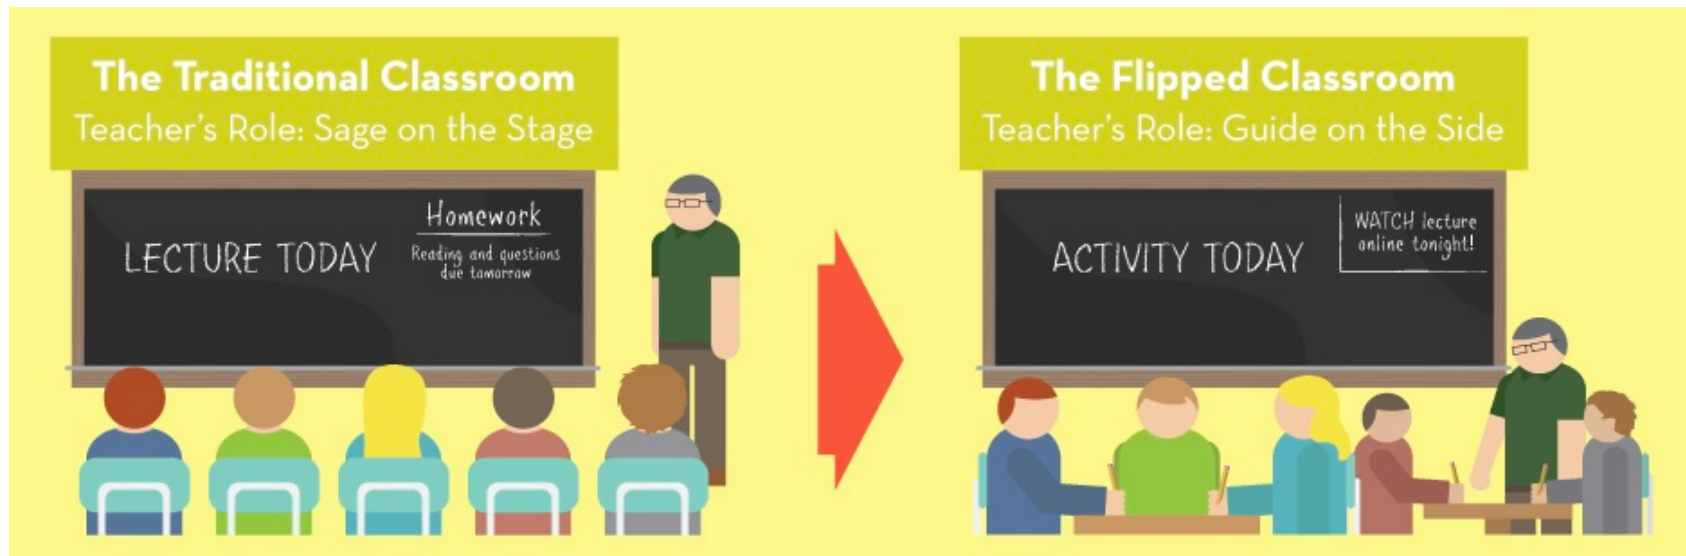 The Traditional Classroom
Teacher's Role: Sage on the Stage
LECTURE TODAY
Homework
Reading and questions
due tomorrow
The Flipped Classroom
Teacher's Role: Guide on the Side
ACTIVITY TODAY
WATCH lecture
online tonight!